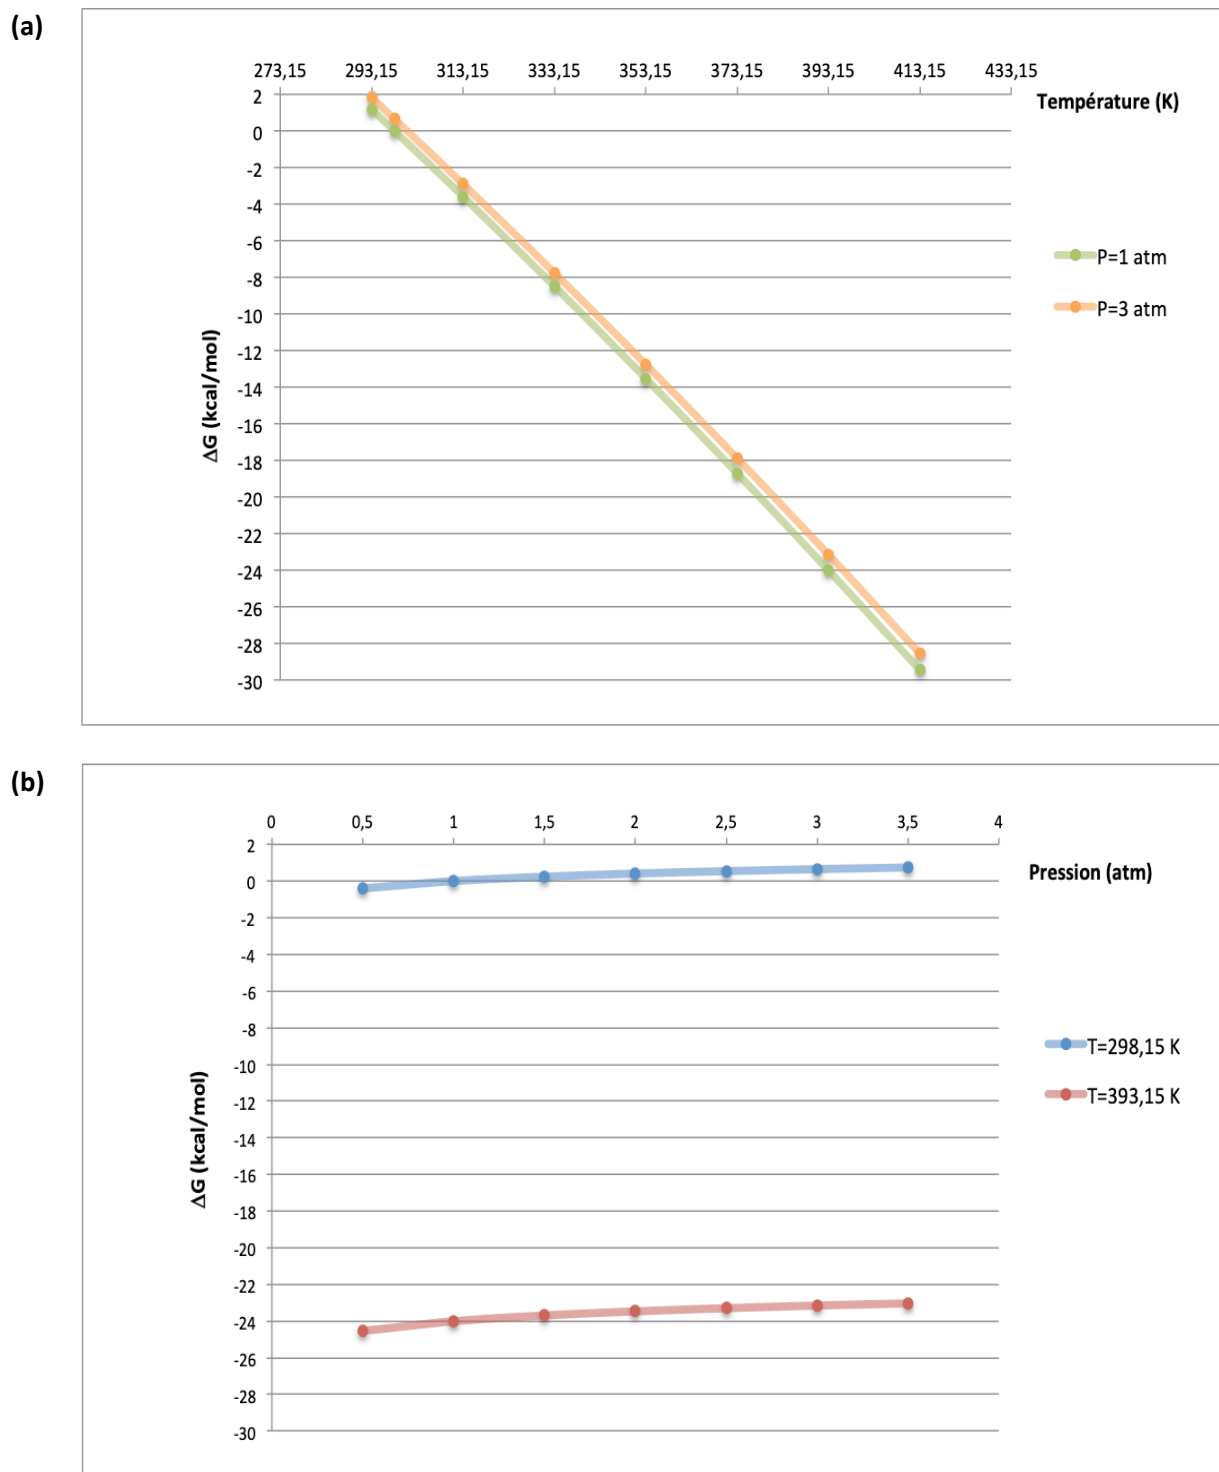 (a)
273,15 293,15 313,15 333,15 353,15 373,15 393,15 413,15 433,15
Température (K)
2
0
-2
-4
-6
-8
-10
-12
-14
-16
-18
-20
-22
-24
-26
-28
-30
ΔG (kcal/mol)
P=1 atm
P=3 atm
(b)
0 0,5 1 1,5 2 2,5 3 3,5 4
Pression (atm)
2
0
-2
-4
-6
-8
-10
-12
-14
-16
-18
-20
-22
-24
-26
-28
-30
ΔG (kcal/mol)
T=298,15 K
T=393,15 K